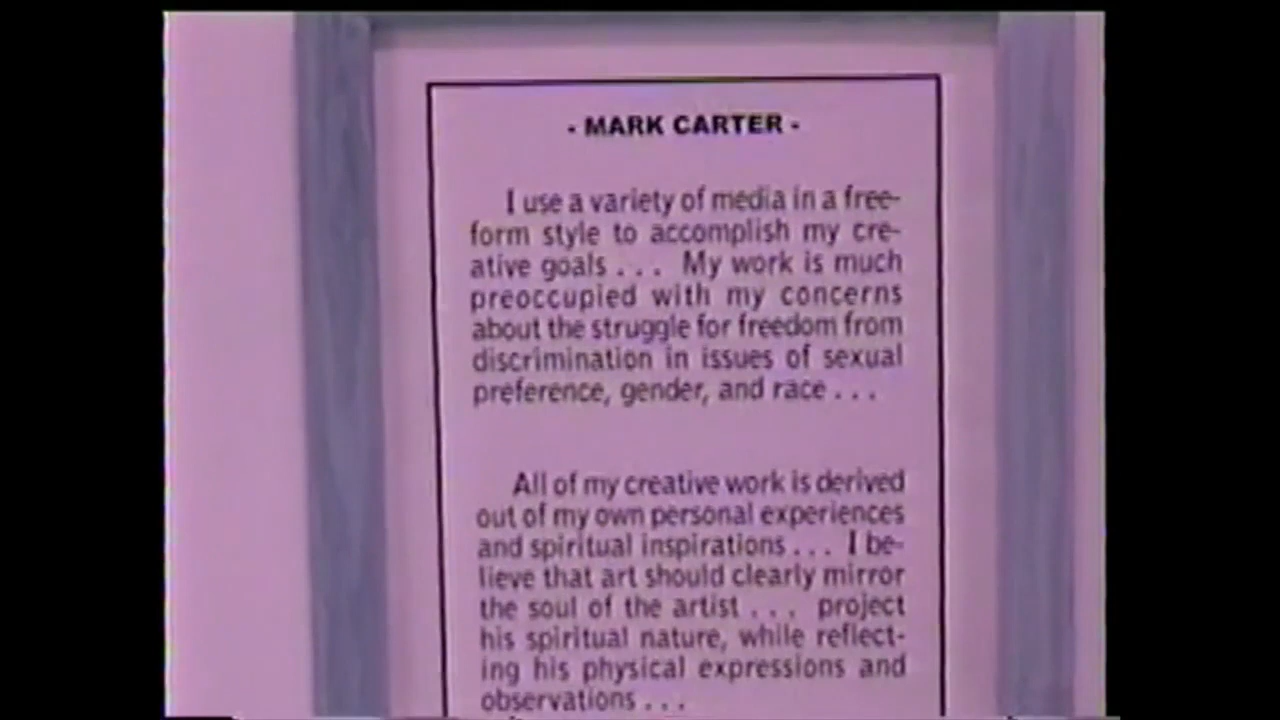 - MARK CARTER -
I use a variety of media in a free-
form style to accomplish my cre-
ative goals . . . My work is much
preoccupied with my concerns
about the struggle for freedom from
discrimination in issues of sexual
preference, gender, and race . . .
All of my creative work is derived
out of my own personal experiences
and spiritual inspirations . . . I be-
lieve that art should clearly mirror
the soul of the artist . . . project
his spiritual nature, while reflect-
ing his physical expressions and
observations . . .